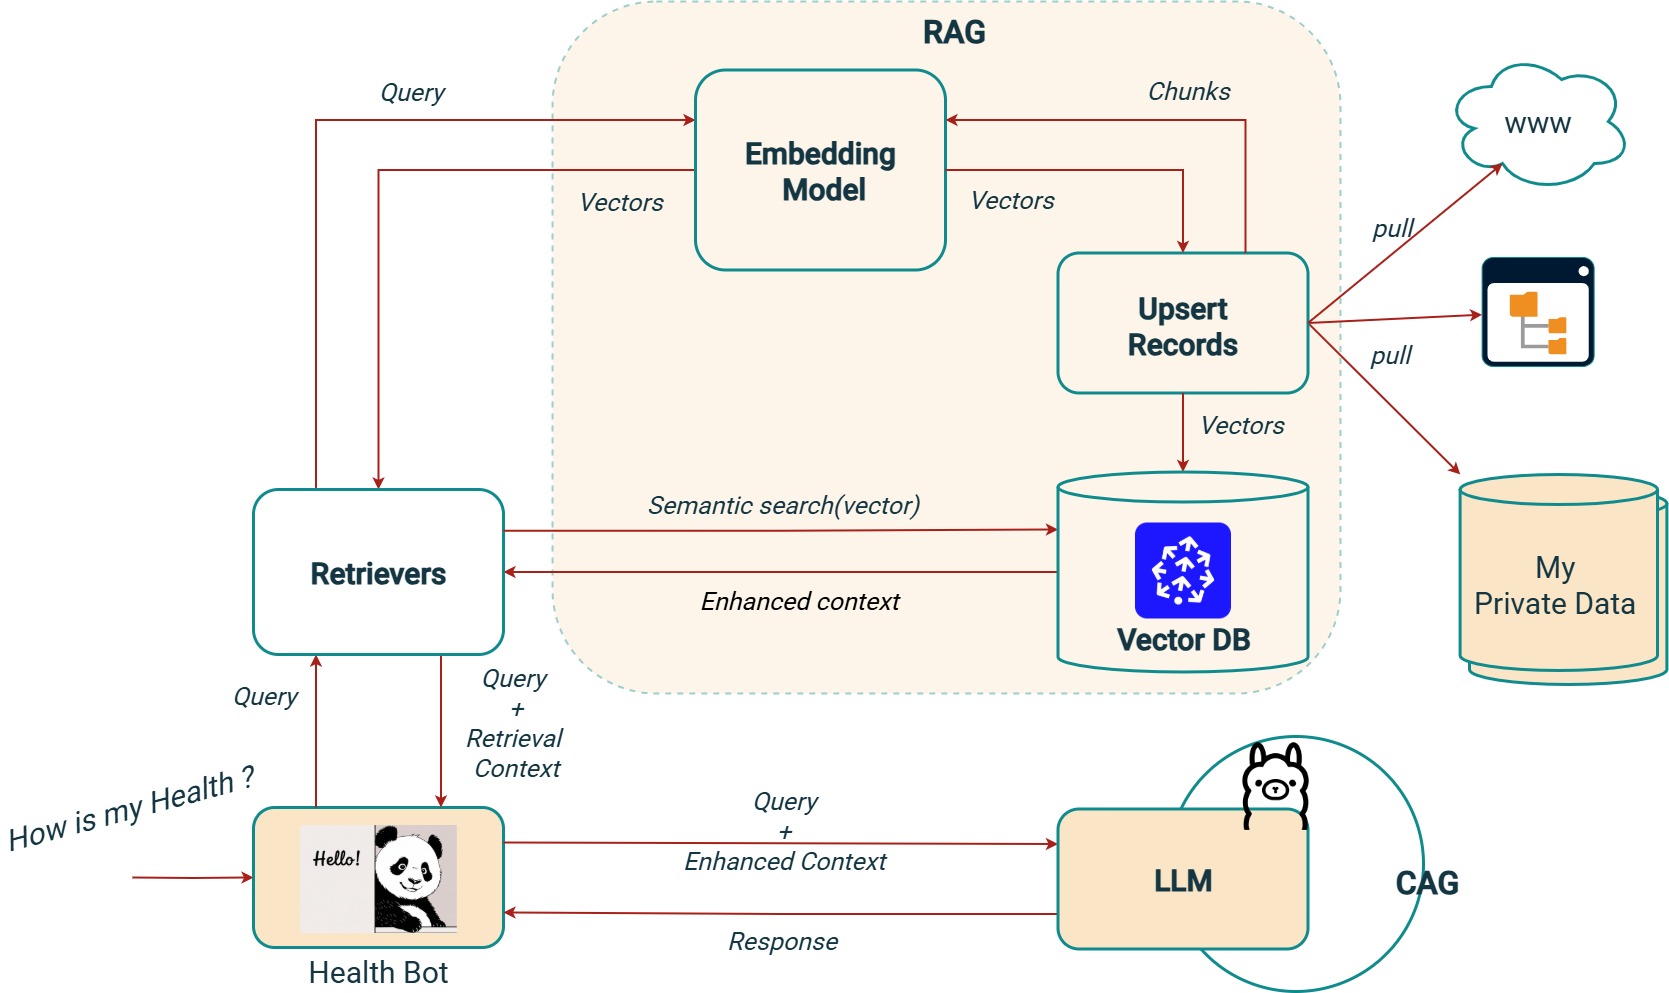 RAG
Query
Chunks
Embedding
Model
www
Vectors
Vectors
pull
Upsert
Records
pull
Vectors
Semantic search(vector)
Retrievers
Enhanced context
My
Private Data
Vector DB
Query
Query
+
Retrieval
Context
How is my Health ?
Query
+
Enhanced Context
Hello!
LLM
CAG
Response
Health Bot